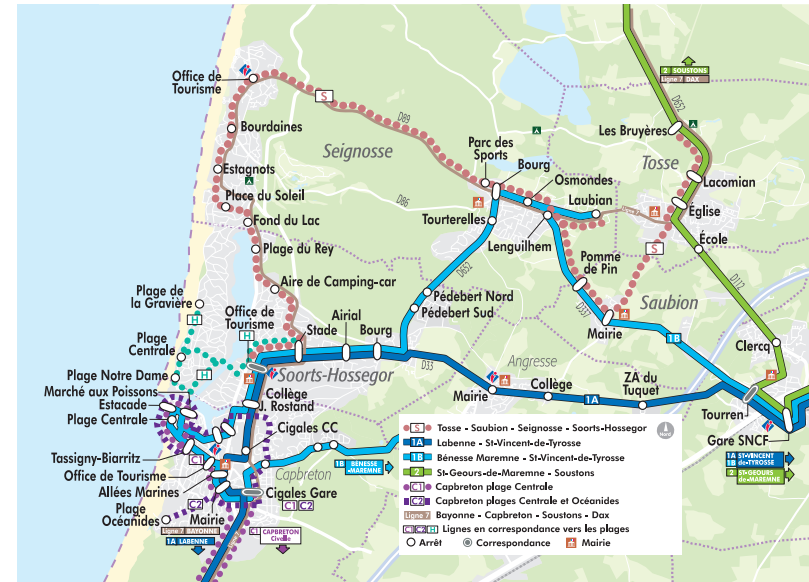 2 SOUSTONS
Ligne 7 DAX
Office de
Tourisme
S
D89
D652
Bourdaines
Seignosse
Parc des
Sports
Bourg
Les Bruyères
Tosse
Estagnots
Osmondes
Lacomian
Place du Soleil
D86
Laubian
Ligne 7
Église
Fond du Lac
Tourterelles
Lenguilhem
École
S
Plage du Rey
D652
Pomme
de Pin
D112
Aire de Camping-car
Plage de
la Gravière
Pédebert Nord
Pédebert Sud
D337
Saubion
H
Office de
Tourisme
Airial
Bourg
Mairie
Stade
H
1B
Clercq
Plage
Centrale
Angresse
D33
Plage Notre Dame
H
Soorts-Hossegor
Mairie
Collège
ZA du
Tuquet
Marché aux Poissons
Collège
J. Rostand
1A
Estacade
Tourren
Plage Centrale
Cigales CC
Gare SNCF
Tassigny-Biarritz
C1
Office de Tourisme
Capbreton
1B BÉNESSE
-MAREMNE
1A ST-VINCENT
1B de-TYROSSE
2 ST-GEOURS
de-MAREMNE
Allées Marines
Cigales Gare
C2
C1 C2
Plage
Océanides
Mairie
Ligne 7 BAYONNE
1A LABENNE
C1 CAPBRETON
Civelle
S Tosse - Saubion - Seignosse - Soorts-Hossegor
Nord
1A Labenne - St-Vincent-de-Tyrosse
1B Bénesse Maremne - St-Vincent-de-Tyrosse
2 St-Geours-de-Maremne - Soustons
C1 Capbreton plage Centrale
C2 Capbreton plages Centrale et Océanides
Ligne 7 Bayonne - Capbreton - Soustons - Dax
C1 C2 H Lignes en correspondance vers les plages
Arrêt Correspondance Mairie